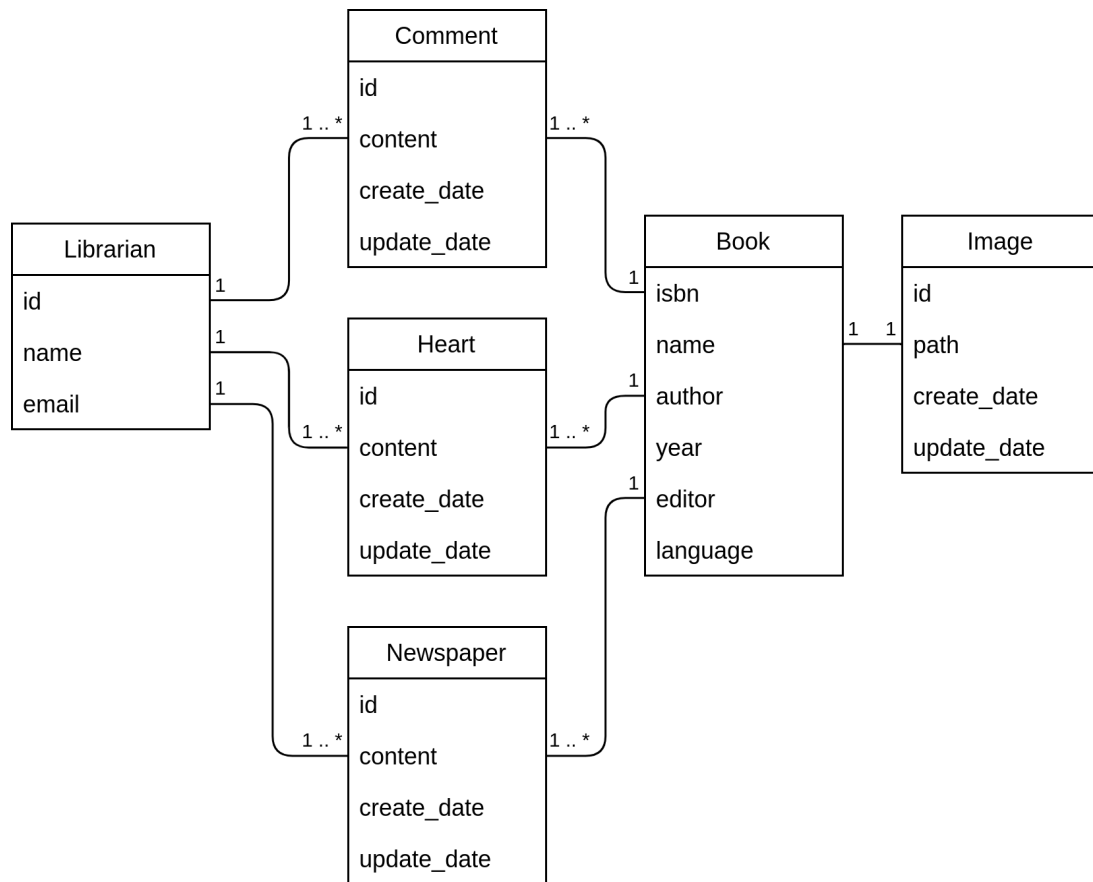 Comment
id
content
create_date
update_date
1 .. *
1 .. *
Librarian
id
name
email
1
1
1
Heart
id
content
create_date
update_date
1 .. *
1 .. *
Newspaper
id
content
create_date
update_date
1 .. *
1 .. *
Book
isbn
name
author
year
editor
language
1
1
1
1
1
Image
id
path
create_date
update_date